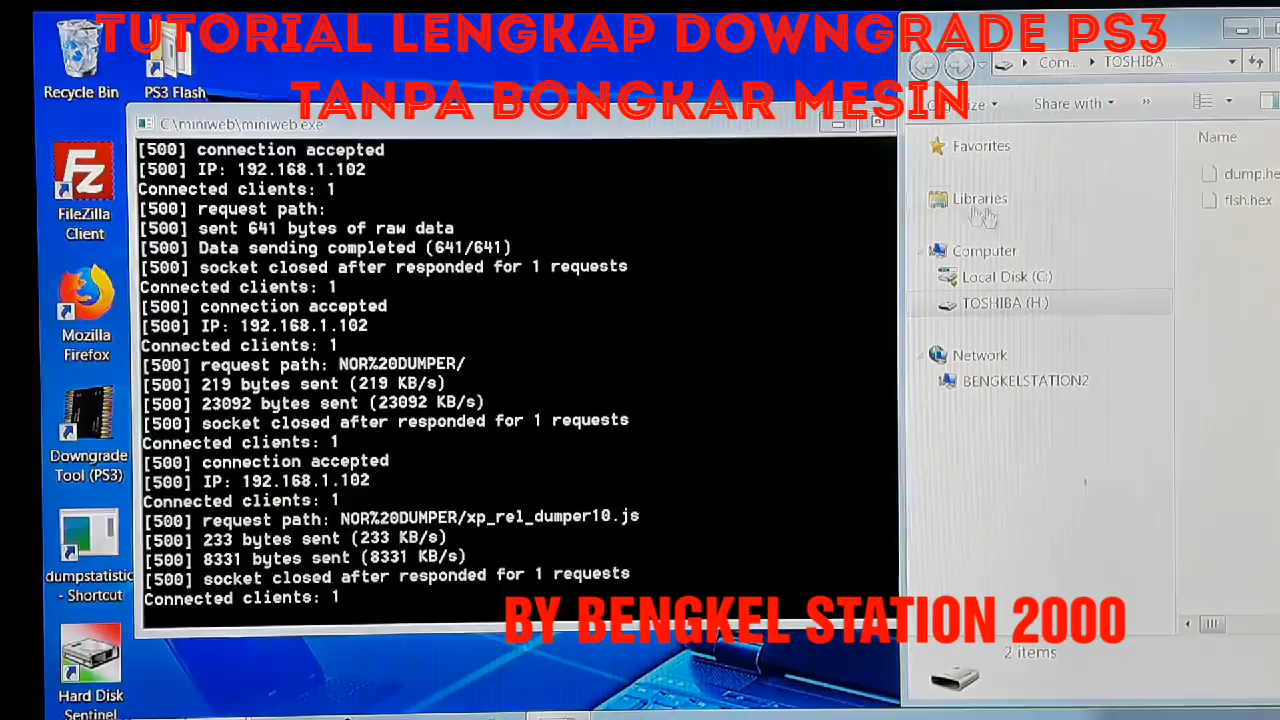 TUTORIAL LENGKAP DOWNGRADE PS3
TANPA BONGKAR MESIN
Recycle Bin
PS3 Flash
FileZilla
Client
Mozilla
Firefox
Downgrade
Tool (PS3)
dumpstatistic
- Shortcut
Hard Disk
Sentinel
C:\miniweb\miniweb.exe
[500] connection accepted
[500] IP: 192.168.1.102
Connected clients: 1
[500] request path:
[500] sent 641 bytes of raw data
[500] Data sending completed (641/641)
[500] socket closed after responded for 1 requests
Connected clients: 1
[500] connection accepted
[500] IP: 192.168.1.102
Connected clients: 1
[500] request path: NOR%20DUMPER/
[500] 219 bytes sent (219 KB/s)
[500] 23092 bytes sent (23092 KB/s)
[500] socket closed after responded for 1 requests
Connected clients: 1
[500] connection accepted
[500] IP: 192.168.1.102
Connected clients: 1
[500] request path: NOR%20DUMPER/xp_rel_dumper10.js
[500] 233 bytes sent (233 KB/s)
[500] 8331 bytes sent (8331 KB/s)
[500] socket closed after responded for 1 requests
Connected clients: 1
Com... TOSHIBA ...
Share with
Favorites
Libraries
Computer
Local Disk (C:)
TOSHIBA (H:)
Network
BENGKELSTATION2
Name
dump.he
flsh.hex
2 items
BY BENGKEL STATION 2000